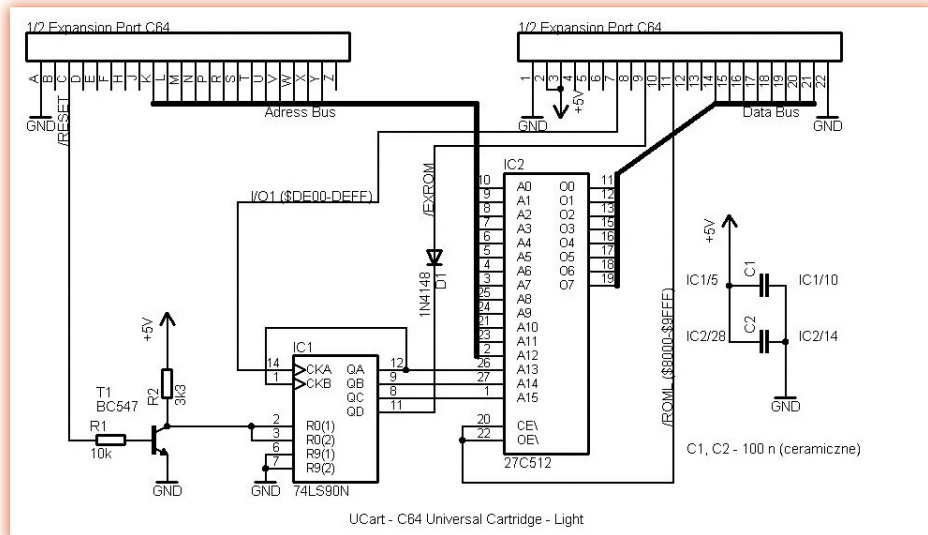 1/2 Expansion Port C64
A B C D E F H J K L M N P R S T U V W X Y Z
GND
/RESET
Adress Bus
1/2 Expansion Port C64
1 2 3 4 5 6 7 8 9 10 11 12 13 14 15 16 17 18 19 20 21 22
GND
+5V
Data Bus
GND
I/O1 ($DE00-DEFF)
/EXROM
1N4148
D1
/ROML ($8000-$9FFF)
IC2
10 A0 O0 11
9 A1 O1 12
8 A2 O2 13
7 A3 O3 15
6 A4 O4 16
5 A5 O5 17
4 A6 O6 18
3 A7 O7 19
25 A8
24 A9
21 A10
23 A11
2 A12
26 A13
27 A14
1 A15
20 CE\
22 OE\
27C512
+5V
C1
IC1/5 IC1/10
C2
IC2/28 IC2/14
GND
C1, C2 - 100 n (ceramiczne)
+5V
R2
3k3
T1
BC547
R1
10k
GND
IC1
14 CKA QA 12
1 CKB QB 9
QC 8
QD 11
2 R0(1)
3 R0(2)
6 R9(1)
7 R9(2)
GND
74LS90N
UCart - C64 Universal Cartridge - Light